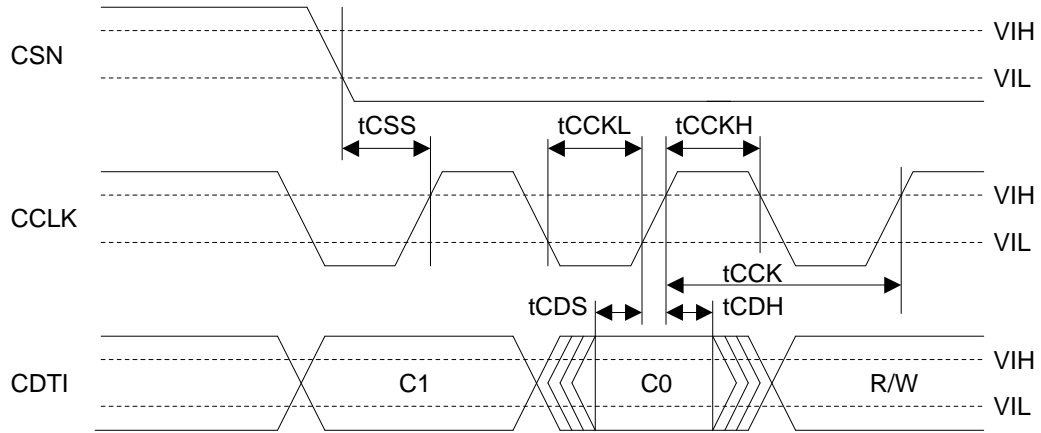 CSN
VIH
VIL
tCSS
tCCKL
tCCKH
CCLK
VIH
VIL
tCCK
tCDS
tCDH
CDTI
C1
C0
R/W
VIH
VIL